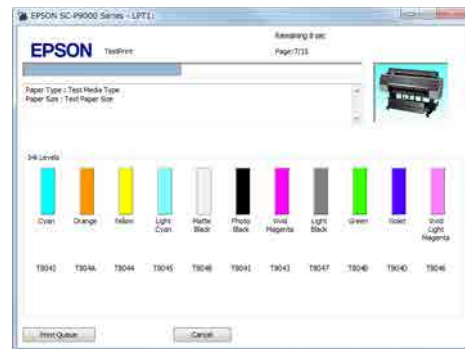 EPSON SC-P9000 Series - LPT1:
EPSON
TestPrint
Remaining 8 sec
Page:7/15
Paper Type : Test Media Type
Paper Size : Test Paper Size
Ink Levels
Cyan
Orange
Yellow
Light
Cyan
Matte
Black
Photo
Black
Vivid
Magenta
Light
Black
Green
Violet
Vivid
Light
Magenta
T8042 T804A T8044 T8045 T8048 T8041 T8043 T8047 T804B T804D T8046
Print Queue
Cancel